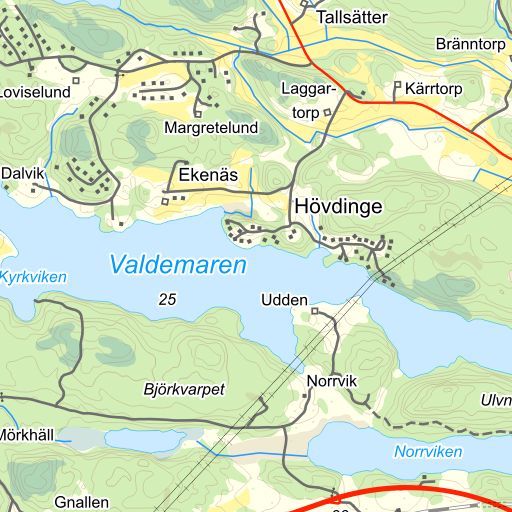 Tallsätter
Bränntorp
Loviselund
Laggar-
torp
Kärrtorp
Margretelund
Dalvik
Ekenäs
Hövdinge
Valdemaren
Kyrkviken
25
Udden
Björkvarpet
Norrvik
Mörkhäll
Norrviken
Gnallen